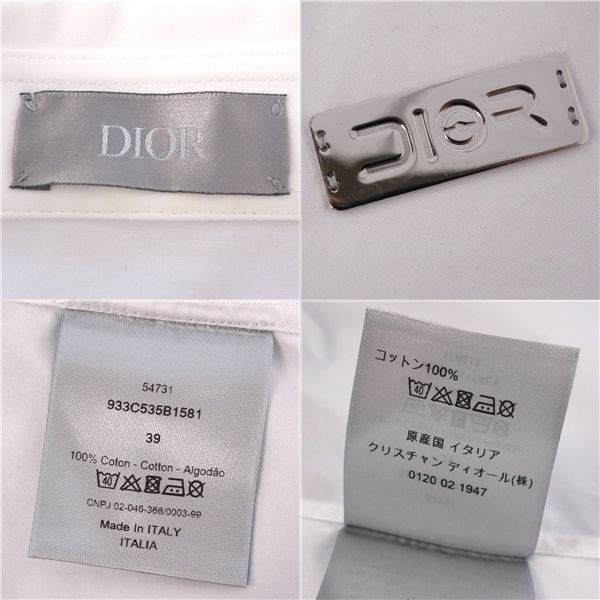 DIOR
DIOR
54731
933C535B1581
39
100% Coton - Cotton - Algodão
40
CNPJ 02-046-366/0003-99
Made in ITALY
ITALIA
コットン100%
40
原産国 イタリア
クリスチャン ディオール(株)
0120 02 1947